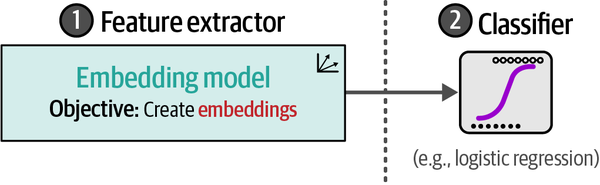 1 Feature extractor
2 Classifier
Embedding model
Objective: Create embeddings
(e.g., logistic regression)